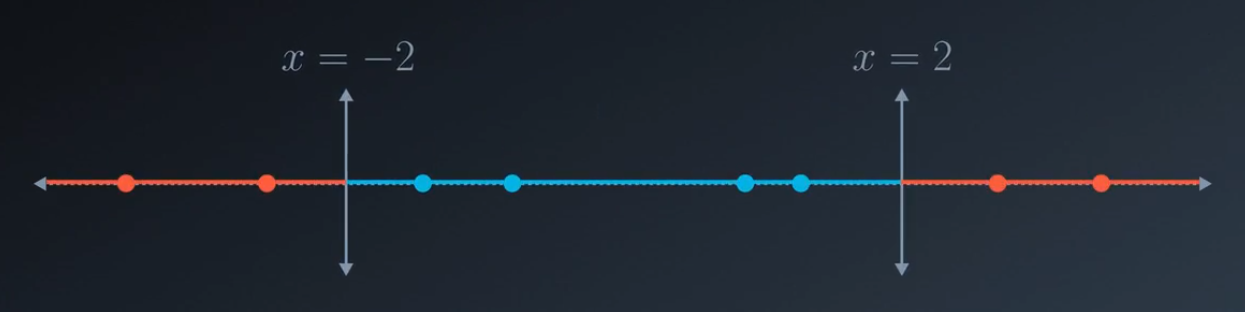 x = −2
x = 2